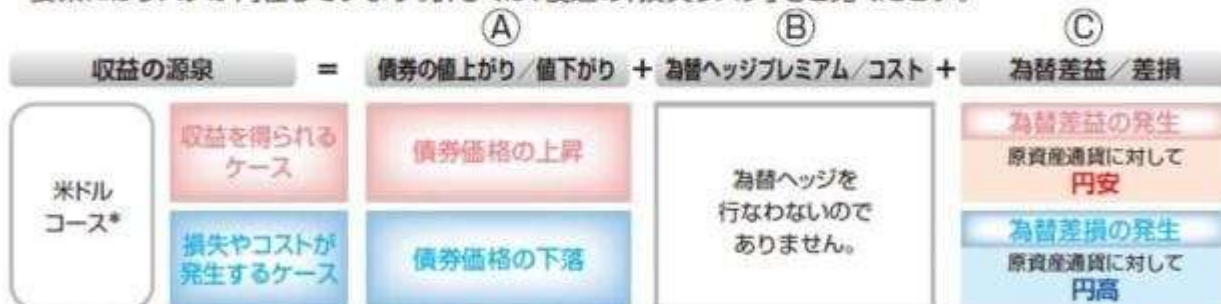 Ⓐ Ⓑ Ⓒ
収益の源泉 = 債券の値上がり/値下がり + 為替ヘッジプレミアム/コスト + 為替差益/差損
米ドル
コース*
収益を得られる
ケース
債券価格の上昇
為替ヘッジを
行なわないので
ありません。
為替差益の発生
原資産通貨に対して
円安
損失やコストが
発生するケース
債券価格の下落
為替差損の発生
原資産通貨に対して
円高